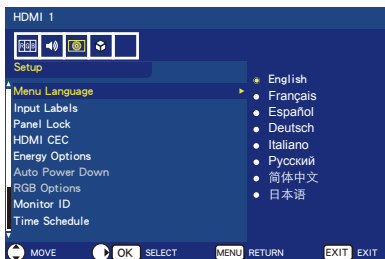 HDMI 1
RGB
Setup
Menu Language
Input Labels
Panel Lock
HDMI CEC
Energy Options
Auto Power Down
RGB Options
Monitor ID
Time Schedule
English
Français
Español
Deutsch
Italiano
Русский
简体中文
日本语
MOVE OK SELECT MENU RETURN EXIT EXIT